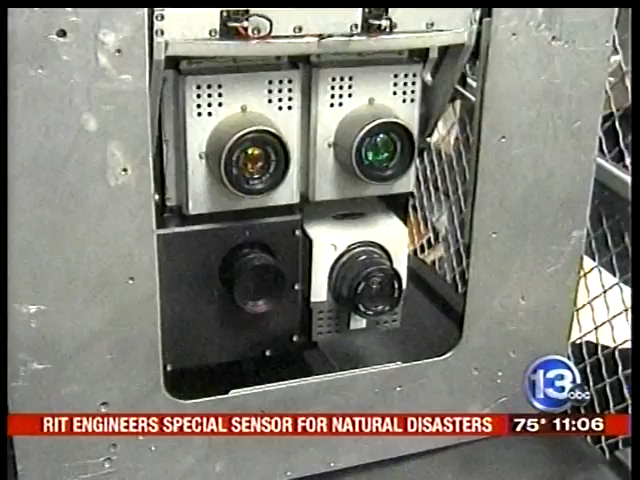 13 abc
RIT ENGINEERS SPECIAL SENSOR FOR NATURAL DISASTERS 75° 11:06